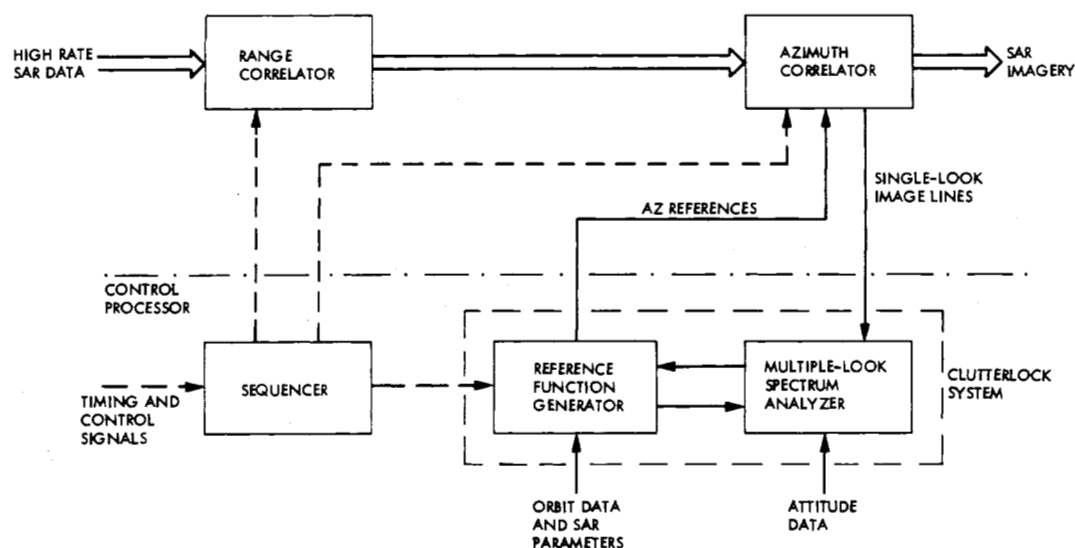 HIGH RATE
SAR DATA
RANGE
CORRELATOR
AZIMUTH
CORRELATOR
SAR
IMAGERY
SINGLE-LOOK
IMAGE LINES
AZ REFERENCES
CONTROL
PROCESSOR
SEQUENCER
REFERENCE
FUNCTION
GENERATOR
MULTIPLE-LOOK
SPECTRUM
ANALYZER
CLUTTERLOCK
SYSTEM
TIMING AND
CONTROL
SIGNALS
ORBIT DATA
AND SAR
PARAMETERS
ATTITUDE
DATA